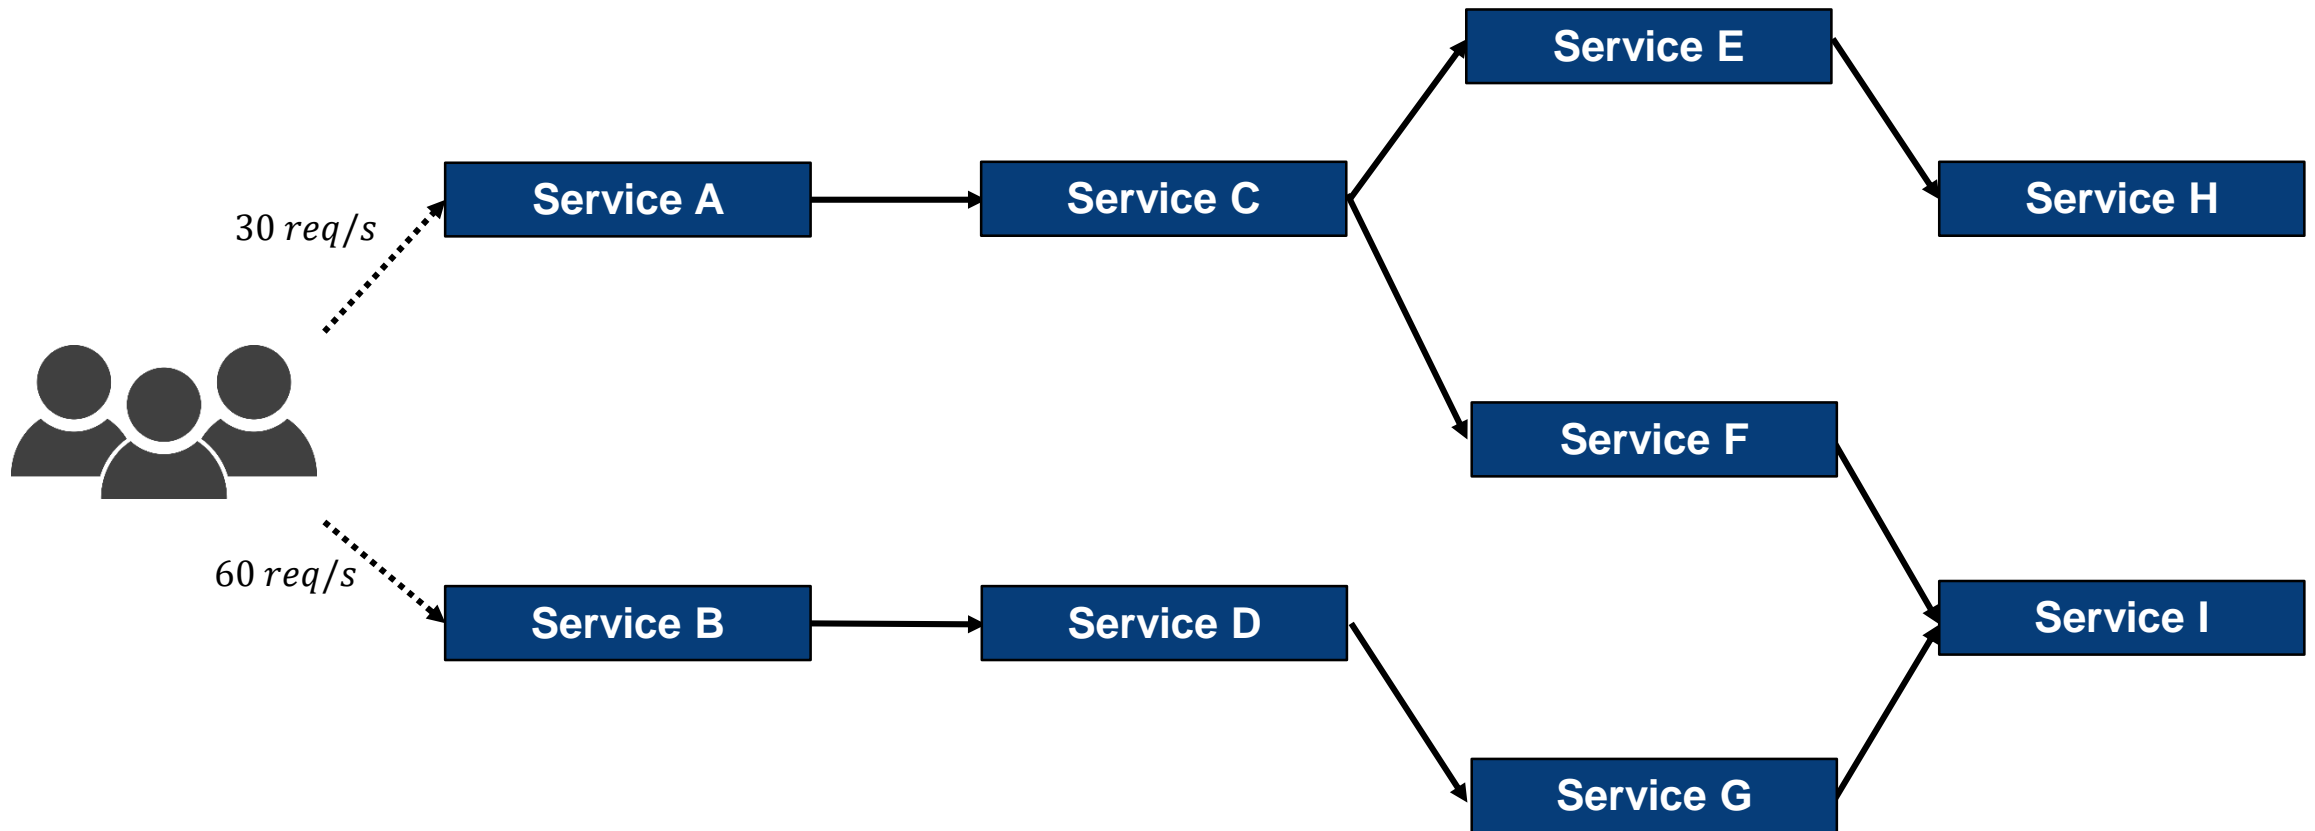 Service E
Service A
Service C
Service H
30 req/s
Service F
60 req/s
Service B
Service D
Service I
Service G